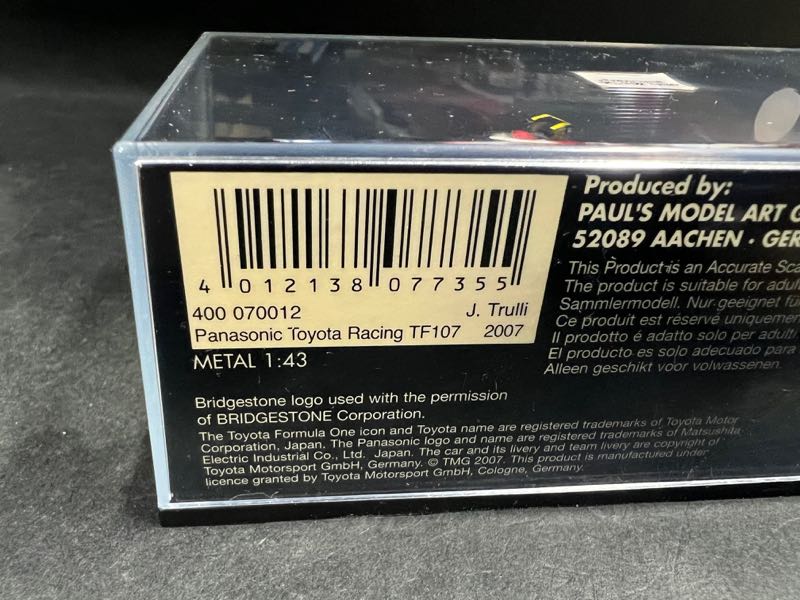 4 012138 077355
400 070012 J. Trulli
Panasonic Toyota Racing TF107 2007
METAL 1:43
Bridgestone logo used with the permission
of BRIDGESTONE Corporation.
The Toyota Formula One icon and Toyota name are registered trademarks of Toyota Motor
Corporation, Japan. The Panasonic logo and name are registered trademarks of Matsushita
Electric Industrial Co., Ltd. Japan. The car and its livery and team livery are copyright of
Toyota Motorsport GmbH, Germany. © TMG 2007. This product is manufactured under
licence granted by Toyota Motorsport GmbH, Cologne, Germany.
Produced by:
PAUL'S MODEL ART
52089 AACHEN · GER
This Product is an Accurate Sca
The product is suitable for adul
Sammlermodell. Nur geeignet fü
Ce produit est réservé uniquemen
Il prodotto é adatto solo per adulti
El producto es solo adecuado para
Alleen geschikt voor volwassenen.